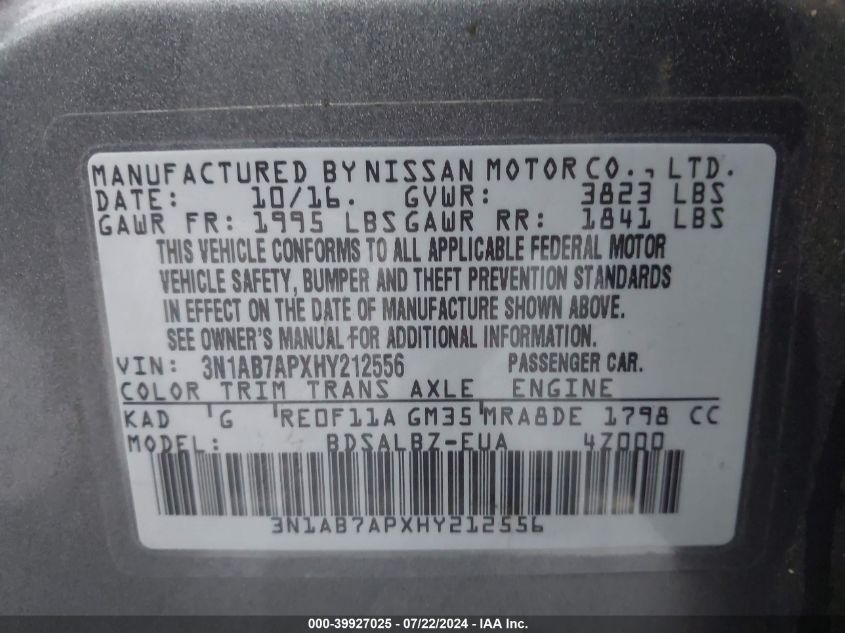 MANUFACTURED BY NISSAN MOTOR CO., LTD.
DATE: 10/16. GVWR: 3823 LBS
GAWR FR: 1995 LBS GAWR RR: 1841 LBS
THIS VEHICLE CONFORMS TO ALL APPLICABLE FEDERAL MOTOR
VEHICLE SAFETY, BUMPER AND THEFT PREVENTION STANDARDS
IN EFFECT ON THE DATE OF MANUFACTURE SHOWN ABOVE.
SEE OWNER'S MANUAL FOR ADDITIONAL INFORMATION.
VIN: 3N1AB7APXHY212556 PASSENGER CAR.
COLOR TRIM TRANS AXLE ENGINE
KAD G RE0F11A GM35 MRA8DE 1798 CC
MODEL: BDSALBZ-EUA 4Z000
3N1AB7APXHY212556
000-39927025 - 07/22/2024 - IAA Inc.